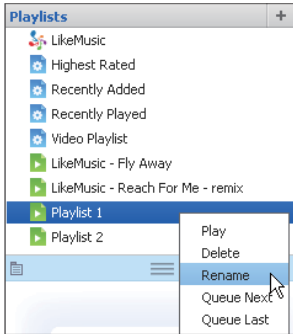 Playlists +
LikeMusic
Highest Rated
Recently Added
Recently Played
Video Playlist
LikeMusic - Fly Away
LikeMusic - Reach For Me - remix
Playlist 1
Playlist 2
Play
Delete
Rename
Queue Next
Queue Last